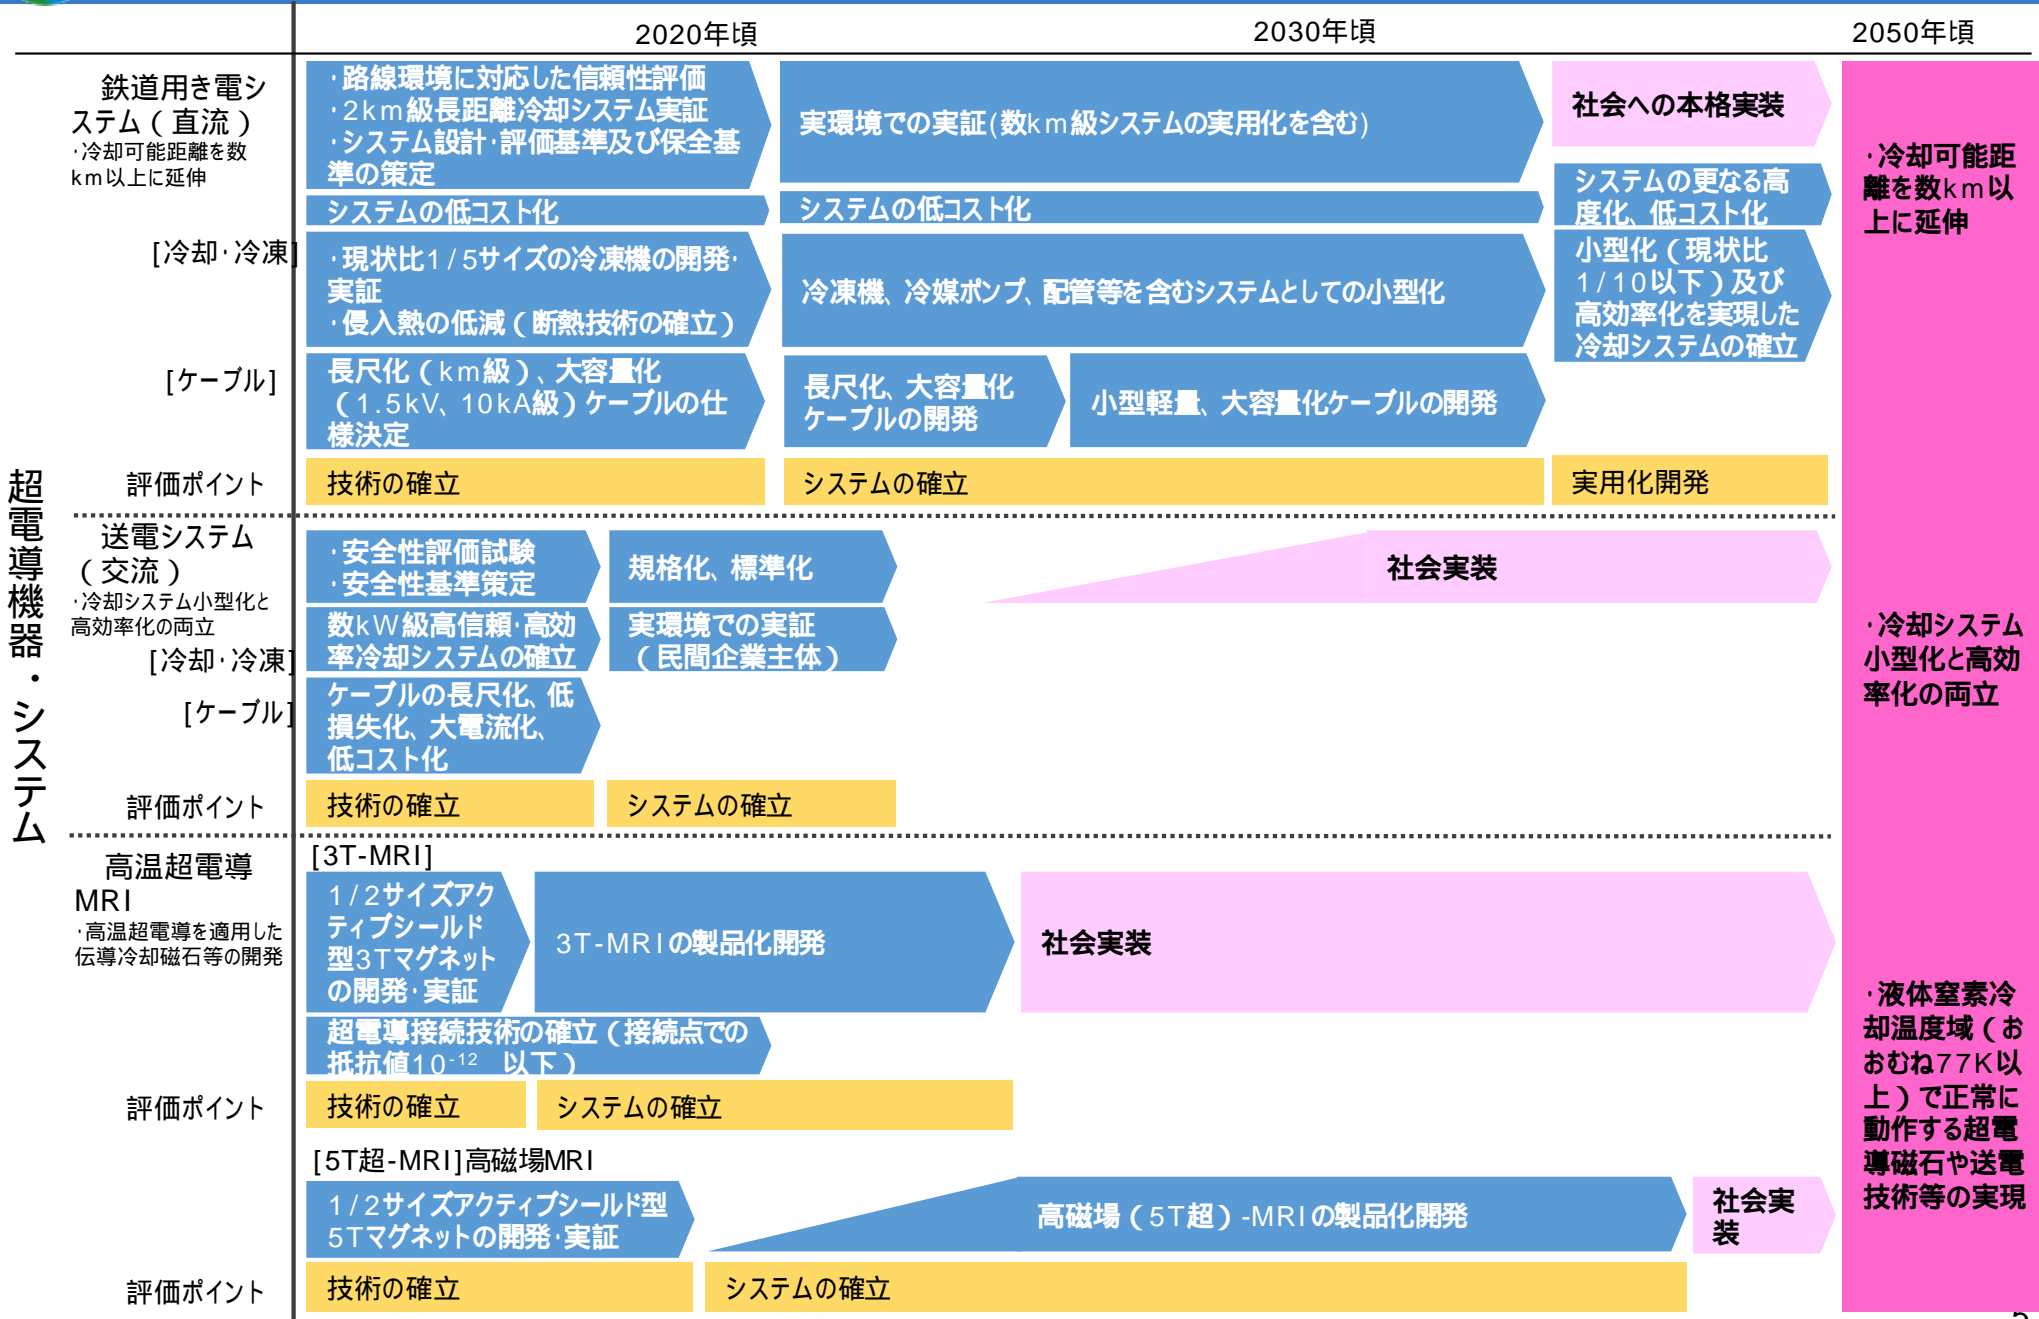 2020年頃
2030年頃
2050年頃
超電導機器・システム
鉄道用き電シ
ステム（直流）
・冷却可能距離を数
km以上に延伸
・路線環境に対応した信頼性評価
・2km級長距離冷却システム実証
・システム設計・評価基準及び保全基
準の策定
実環境での実証(数km級システムの実用化を含む)
社会への本格実装
システムの低コスト化
システムの低コスト化
システムの更なる高
度化、低コスト化
[冷却・冷凍]
・現状比1/5サイズの冷凍機の開発・
実証
・侵入熱の低減（断熱技術の確立）
冷凍機、冷媒ポンプ、配管等を含むシステムとしての小型化
小型化（現状比
1/10以下）及び
高効率化を実現した
冷却システムの確立
[ケーブル]
長尺化（km級）、大容量化
（1.5kV、10kA級）ケーブルの仕
様決定
長尺化、大容量化
ケーブルの開発
小型軽量、大容量化ケーブルの開発
評価ポイント
技術の確立
システムの確立
実用化開発
・冷却可能距
離を数km以
上に延伸
送電システム
（交流）
・冷却システム小型化と
高効率化の両立
・安全性評価試験
・安全性基準策定
規格化、標準化
社会実装
[冷却・冷凍]
数kW級高信頼・高効
率冷却システムの確立
実環境での実証
（民間企業主体）
[ケーブル]
ケーブルの長尺化、低
損失化、大電流化、
低コスト化
評価ポイント
技術の確立
システムの確立
・冷却システム
小型化と高効
率化の両立
高温超電導
MRI
・高温超電導を適用した
伝導冷却磁石等の開発
[3T-MRI]
1/2サイズアク
ティブシールド
型3Tマグネット
の開発・実証
3T-MRIの製品化開発
社会実装
超電導接続技術の確立（接続点での
抵抗値10-12　以下）
評価ポイント
技術の確立
システムの確立
[5T超-MRI]高磁場MRI
1/2サイズアクティブシールド型
5Tマグネットの開発・実証
高磁場（5T超）-MRIの製品化開発
社会実
装
評価ポイント
技術の確立
システムの確立
・液体窒素冷
却温度域（お
おむね77K以
上）で正常に
動作する超電
導磁石や送電
技術等の実現